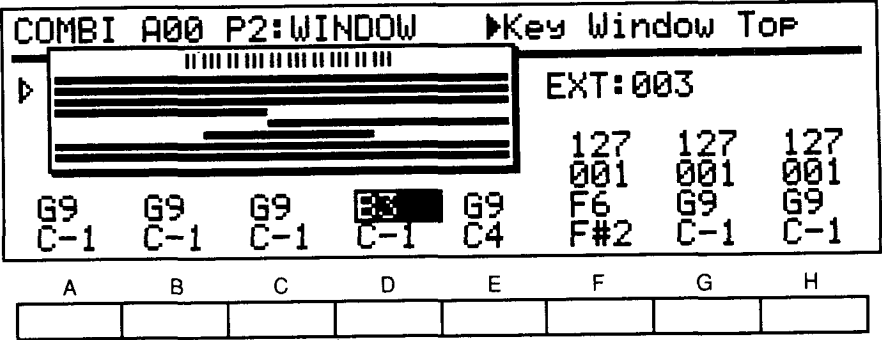 COMBI A00 P2:WINDOW ▶Key Window Top
EXT:003
127 127 127
001 001 001
G9 G9 G9 B3 G9 F6 G9 G9
C-1 C-1 C-1 C-1 C4 F#2 C-1 C-1
A B C D E F G H